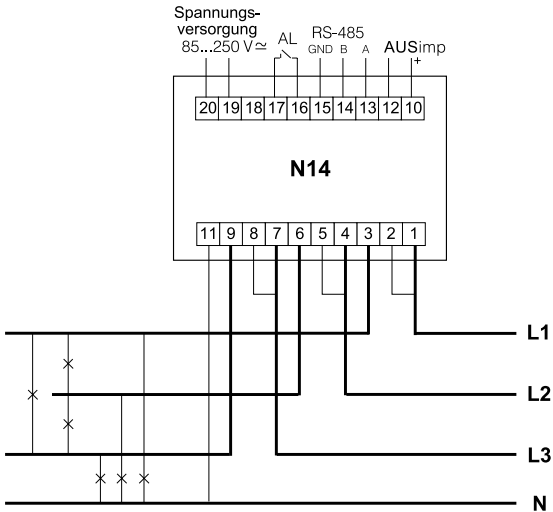 Spannungs-
versorgung
85...250 V≃
AL
RS-485
GND B A
AUSimp
+
20 19 18 17 16 15 14 13 12 10
N14
11 9 8 7 6 5 4 3 2 1
L1
L2
L3
N